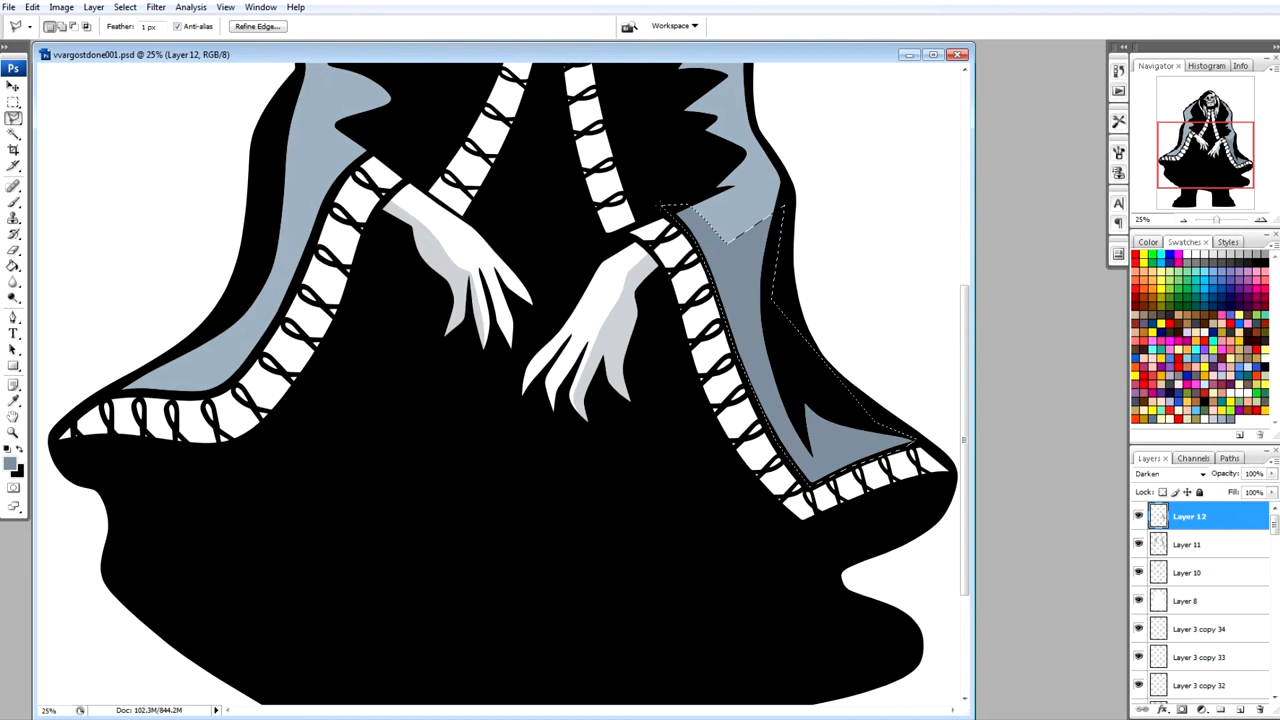 File Edit Image Layer Select Filter Analysis View Window Help
Feather: 1 px Anti-alias Refine Edge... Workspace
vvargostdone001.psd @ 25% (Layer 12, RGB/8)
Ps
Navigator Histogram Info
25%
Color Swatches Styles
Layers Channels Paths
Darken Opacity: 100%
Lock: Fill: 100%
Layer 12
Layer 11
Layer 10
Layer 8
Layer 3 copy 34
Layer 3 copy 33
Layer 3 copy 32
25% Doc: 102.3M/844.2M